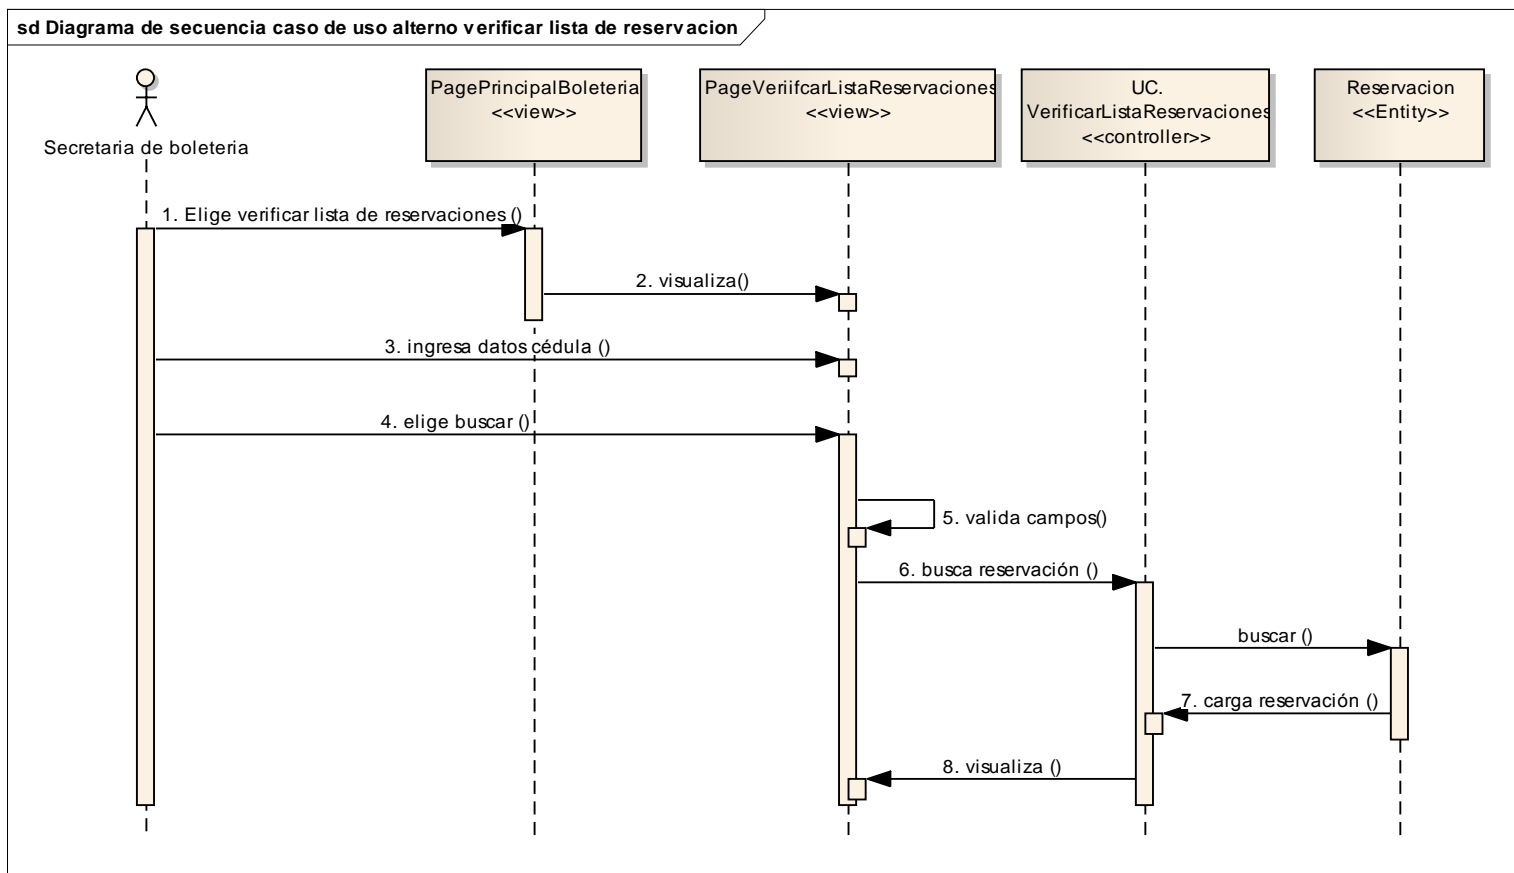 sd Diagrama de secuencia caso de uso alterno verificar lista de reservacion
Secretaria de boleteria
PagePrincipalBoleteria
<<view>>
PageVeriifcarListaReservaciones
<<view>>
UC.
VerificarListaReservaciones
<<controller>>
Reservacion
<<Entity>>
1. Elige verificar lista de reservaciones ()
2. visualiza()
3. ingresa datos cédula ()
4. elige buscar ()
5. valida campos()
6. busca reservación ()
buscar ()
7. carga reservación ()
8. visualiza ()